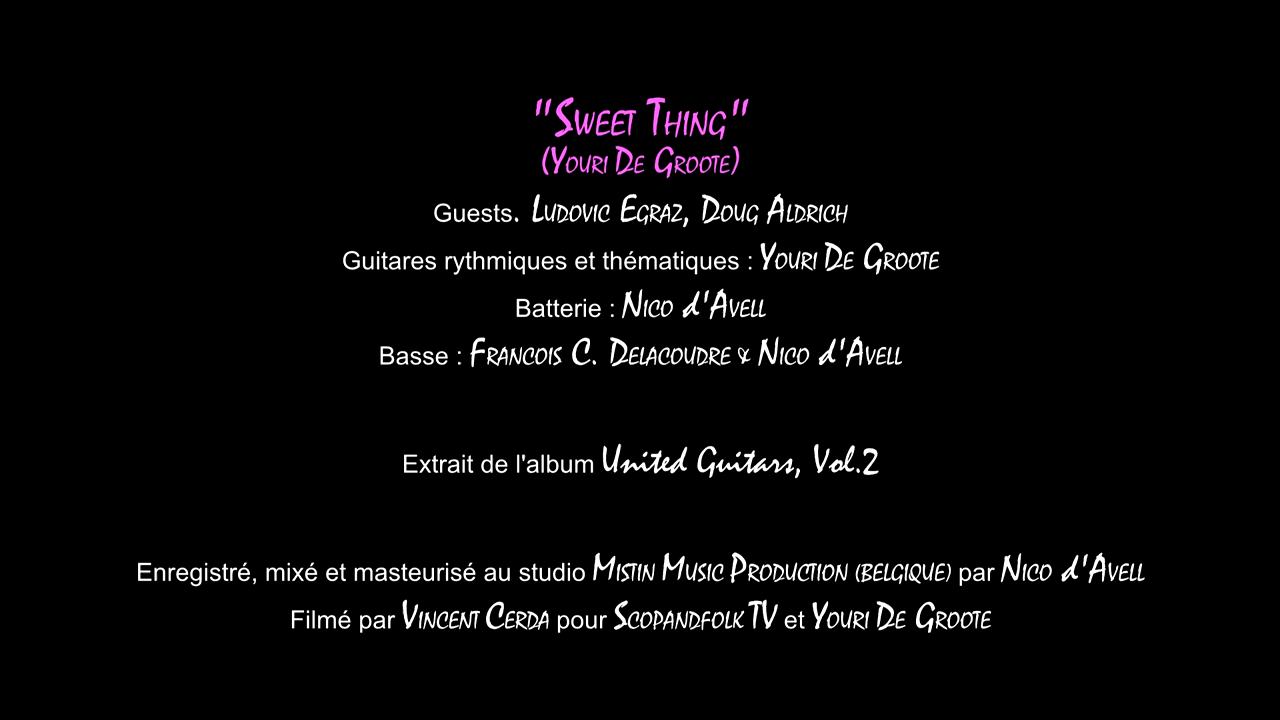 "Sweet Thing"
(Youri De Groote)
Guests. Ludovic Egraz, Doug Aldrich
Guitares rythmiques et thématiques : Youri De Groote
Batterie : Nico d'Avell
Basse : Francois C. Delacoudre & Nico d'Avell
Extrait de l'album United Guitars, Vol.2
Enregistré, mixé et masteurisé au studio Mistin Music Production (belgique) par Nico d'Avell
Filmé par Vincent Cerda pour Scopandfolk TV et Youri De Groote